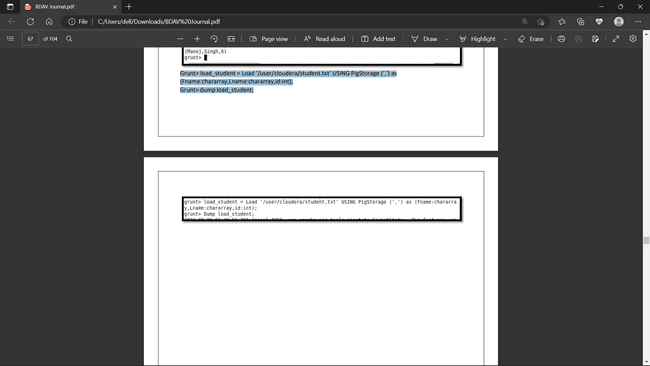 BDAV Journal.pdf
File
C:/Users/dell/Downloads/BDAV%20Journal.pdf
67 of 104
Page view
Read aloud
Add text
Draw
Highlight
Erase
(Manoj,Singh,6)
grunt>
Grunt> load_student = Load '/user/cloudera/student.txt' USING PigStorage (',') as
(Fname:chararray,Lname:chararray,id:int);
Grunt> dump load_student;
grunt> load_student = Load '/user/cloudera/student.txt' USING PigStorage (',') as (Fname:chararra
y,Lname:chararray,id:int);
grunt> Dump load_student;